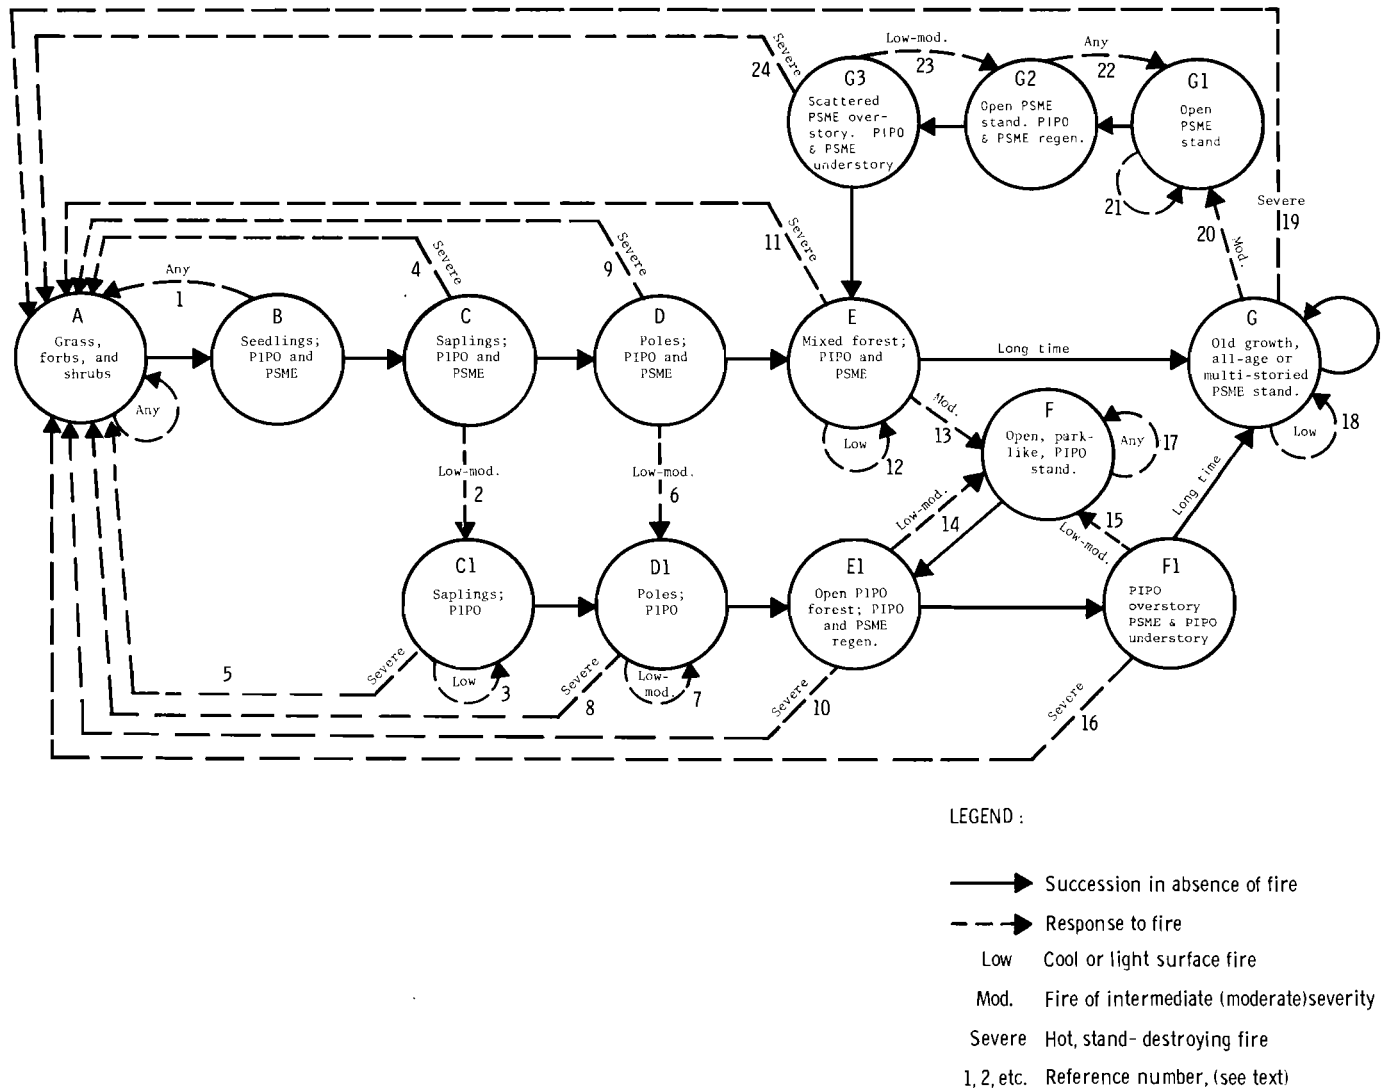 Severe
24
Low-mod.
23
Any
22
G3
Scattered
PSME over-
story. PIPO
& PSME
understory
G2
Open PSME
stand. PIPO
& PSME regen.
G1
Open
PSME
stand
21
20
Mod.
Severe
19
Severe
11
Severe
9
Severe
4
Any
1
A
Grass,
forbs, and
shrubs
Any
B
Seedlings;
PIPO and
PSME
C
Saplings;
PIPO and
PSME
D
Poles;
PIPO and
PSME
E
Mixed forest;
PIPO and
PSME
Long time
G
Old growth,
all-age or
multi-storied
PSME stand.
Low
12
Mod.
13
F
Open, park-
like, PIPO
stand.
Any
17
Low
18
Low-mod.
2
Low-mod.
6
Low-mod.
14
15
Low-mod.
Long time
C1
Saplings;
PIPO
D1
Poles;
PIPO
E1
Open PIPO
forest; PIPO
and PSME
regen.
F1
PIPO
overstory
PSME & PIPO
understory
5
Severe
Low
3
Severe
8
Low-
mod.
7
Severe
10
Severe
16
LEGEND :
Succession in absence of fire
Response to fire
Low Cool or light surface fire
Mod. Fire of intermediate (moderate)severity
Severe Hot, stand- destroying fire
1, 2, etc. Reference number, (see text)